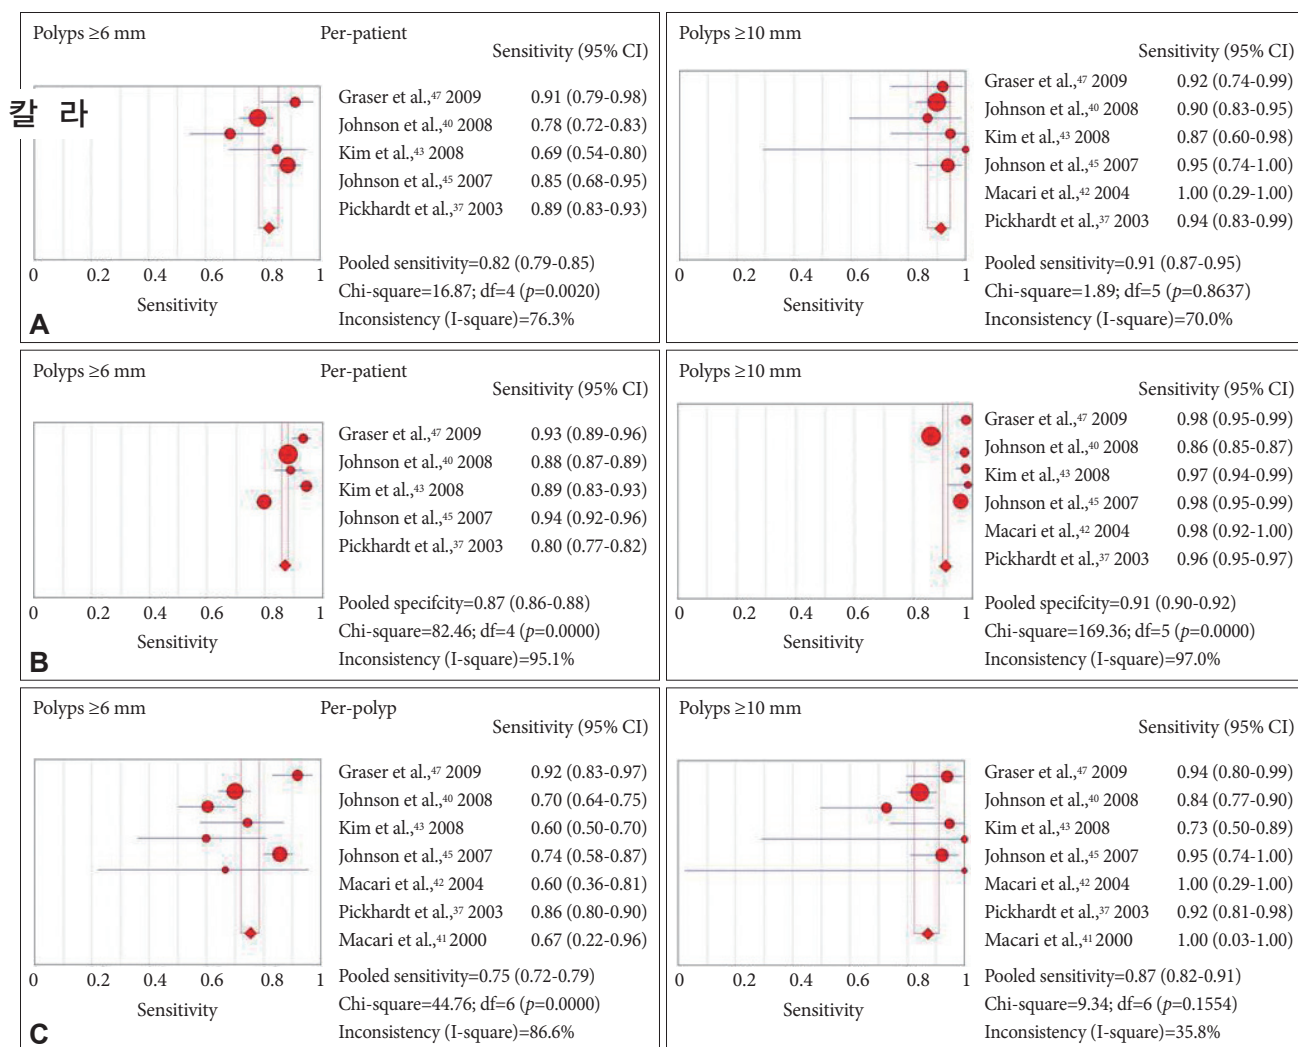 Polyps ≥6 mm Per-patient
Sensitivity (95% CI)
칼 라
Graser et al.,47 2009 0.91 (0.79-0.98)
Johnson et al.,40 2008 0.78 (0.72-0.83)
Kim et al.,43 2008 0.69 (0.54-0.80)
Johnson et al.,45 2007 0.85 (0.68-0.95)
Pickhardt et al.,37 2003 0.89 (0.83-0.93)
Pooled sensitivity=0.82 (0.79-0.85)
Chi-square=16.87; df=4 (p=0.0020)
Inconsistency (I-square)=76.3%
0 0.2 0.4 0.6 0.8 1
Sensitivity
A
Polyps ≥10 mm
Sensitivity (95% CI)
Graser et al.,47 2009 0.92 (0.74-0.99)
Johnson et al.,40 2008 0.90 (0.83-0.95)
Kim et al.,43 2008 0.87 (0.60-0.98)
Johnson et al.,45 2007 0.95 (0.74-1.00)
Macari et al.,42 2004 1.00 (0.29-1.00)
Pickhardt et al.,37 2003 0.94 (0.83-0.99)
Pooled sensitivity=0.91 (0.87-0.95)
Chi-square=1.89; df=5 (p=0.8637)
Inconsistency (I-square)=70.0%
0 0.2 0.4 0.6 0.8 1
Sensitivity
Polyps ≥6 mm Per-patient
Sensitivity (95% CI)
Graser et al.,47 2009 0.93 (0.89-0.96)
Johnson et al.,40 2008 0.88 (0.87-0.89)
Kim et al.,43 2008 0.89 (0.83-0.93)
Johnson et al.,45 2007 0.94 (0.92-0.96)
Pickhardt et al.,37 2003 0.80 (0.77-0.82)
Pooled specifcity=0.87 (0.86-0.88)
Chi-square=82.46; df=4 (p=0.0000)
Inconsistency (I-square)=95.1%
0 0.2 0.4 0.6 0.8 1
Sensitivity
B
Polyps ≥10 mm
Sensitivity (95% CI)
Graser et al.,47 2009 0.98 (0.95-0.99)
Johnson et al.,40 2008 0.86 (0.85-0.87)
Kim et al.,43 2008 0.97 (0.94-0.99)
Johnson et al.,45 2007 0.98 (0.95-0.99)
Macari et al.,42 2004 0.98 (0.92-1.00)
Pickhardt et al.,37 2003 0.96 (0.95-0.97)
Pooled specifcity=0.91 (0.90-0.92)
Chi-square=169.36; df=5 (p=0.0000)
Inconsistency (I-square)=97.0%
0 0.2 0.4 0.6 0.8 1
Sensitivity
Polyps ≥6 mm Per-polyp
Sensitivity (95% CI)
Graser et al.,47 2009 0.92 (0.83-0.97)
Johnson et al.,40 2008 0.70 (0.64-0.75)
Kim et al.,43 2008 0.60 (0.50-0.70)
Johnson et al.,45 2007 0.74 (0.58-0.87)
Macari et al.,42 2004 0.60 (0.36-0.81)
Pickhardt et al.,37 2003 0.86 (0.80-0.90)
Macari et al.,41 2000 0.67 (0.22-0.96)
Pooled sensitivity=0.75 (0.72-0.79)
Chi-square=44.76; df=6 (p=0.0000)
Inconsistency (I-square)=86.6%
0 0.2 0.4 0.6 0.8 1
Sensitivity
C
Polyps ≥10 mm
Sensitivity (95% CI)
Graser et al.,47 2009 0.94 (0.80-0.99)
Johnson et al.,40 2008 0.84 (0.77-0.90)
Kim et al.,43 2008 0.73 (0.50-0.89)
Johnson et al.,45 2007 0.95 (0.74-1.00)
Macari et al.,42 2004 1.00 (0.29-1.00)
Pickhardt et al.,37 2003 0.92 (0.81-0.98)
Macari et al.,41 2000 1.00 (0.03-1.00)
Pooled sensitivity=0.87 (0.82-0.91)
Chi-square=9.34; df=6 (p=0.1554)
Inconsistency (I-square)=35.8%
0 0.2 0.4 0.6 0.8 1
Sensitivity